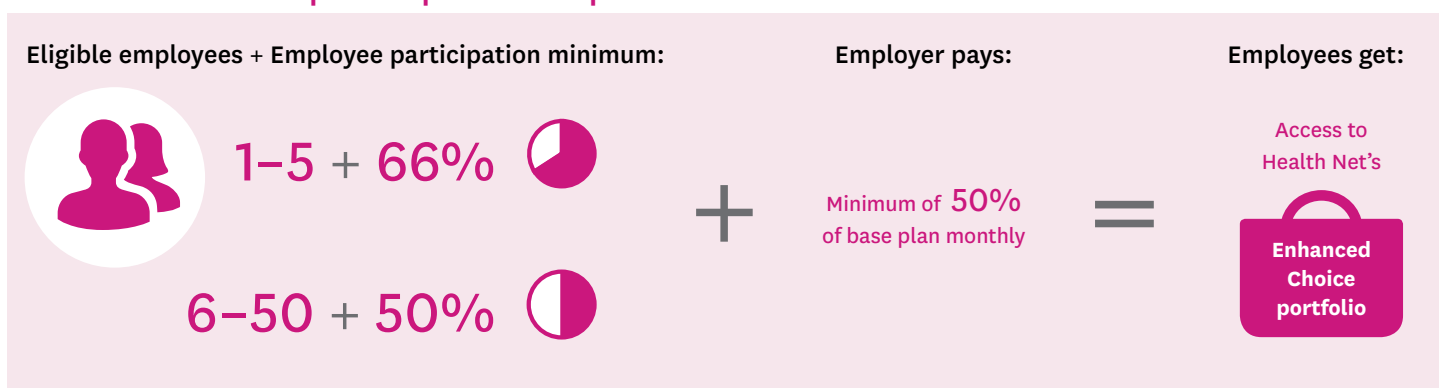 Eligible employees + Employee participation minimum:
1–5 + 66%
6–50 + 50%
+
Employer pays:
Minimum of 50%
of base plan monthly
=
Employees get:
Access to
Health Net’s
Enhanced
Choice
portfolio